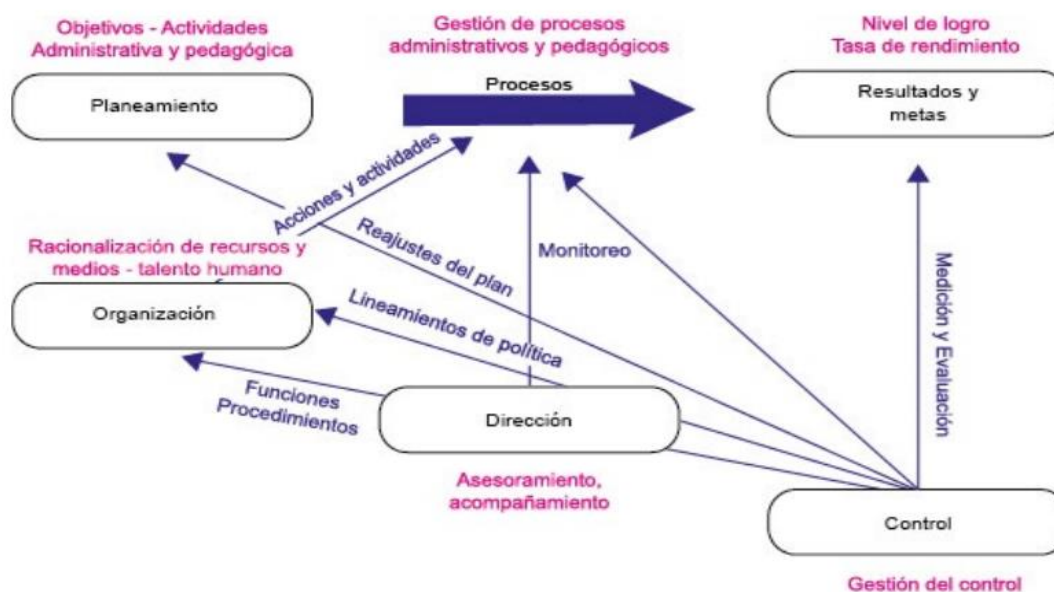 Objetivos - Actividades
Administrativa y pedagógica
Planeamiento
Gestión de procesos
administrativos y pedagógicos
Procesos
Nivel de logro
Tasa de rendimiento
Resultados y
metas
Acciones y actividades
Racionalización de recursos y
medios - talento humano
Organización
Reajustes del plan
Monitoreo
Lineamientos de política
Medición y Evaluación
Funciones
Procedimientos
Dirección
Asesoramiento,
acompañamiento
Control
Gestión del control